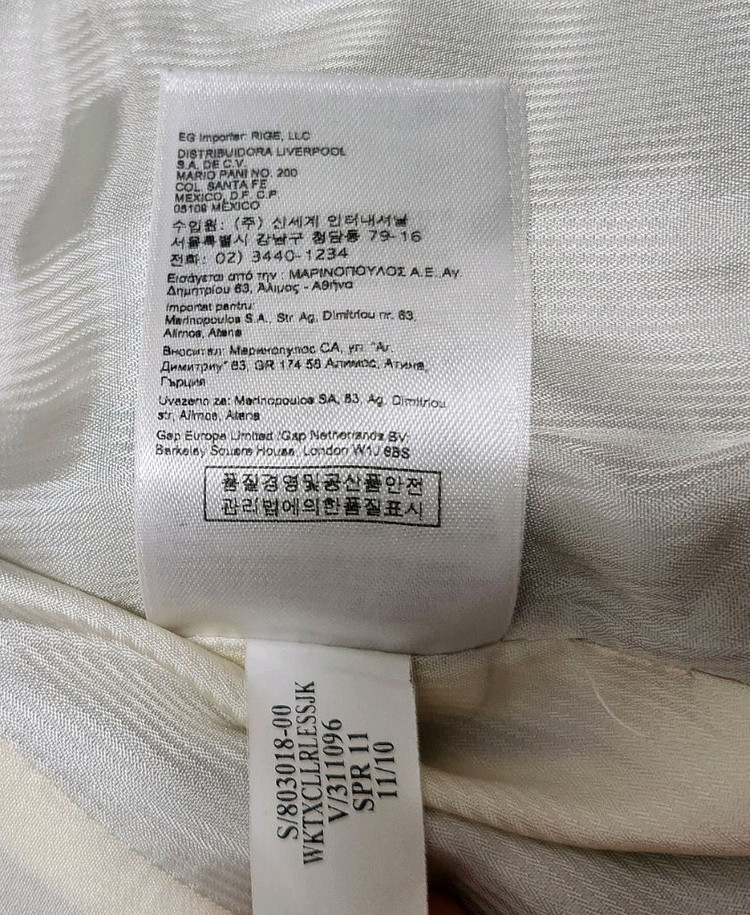 EG Importer: RIGE, LLC
DISTRIBUIDORA LIVERPOOL
S.A. DE C.V.
MARIO PANI NO. 200
COL. SANTA FE
MEXICO, D.F. C.P.
05109 MÉXICO
수입원: (주) 신세계 인터내셔날
서울특별시 강남구 청담동 79-16
전화: 02) 3440-1234
Εισάγεται από την : ΜΑΡΙΝΟΠΟΥΛΟΣ Α.Ε.,Αγ.
Δημητρίου 63, Άλιμος - Αθήνα
Importat pentru:
Marinopoulos S.A., Str Ag. Dimitriou nr. 63,
Alimos, Atena
Вносител: Маринопулос СА, ул. "Аг.
Димитриу" 63, GR 174 56 Алимос, Атина,
Гърция
Uvezeno za: Marinopoulos SA, 63, Ag. Dimitriou
str, Alimos, Atena
Gap Europe Limited /Gap Netherlands BV:
Berkeley Square House, London W1J 6BS
품질경영및공산품안전
관리법에의한품질표시
S/803018-00
WKTXCLLRLESSJK
V/311096
SPR 11
11/10